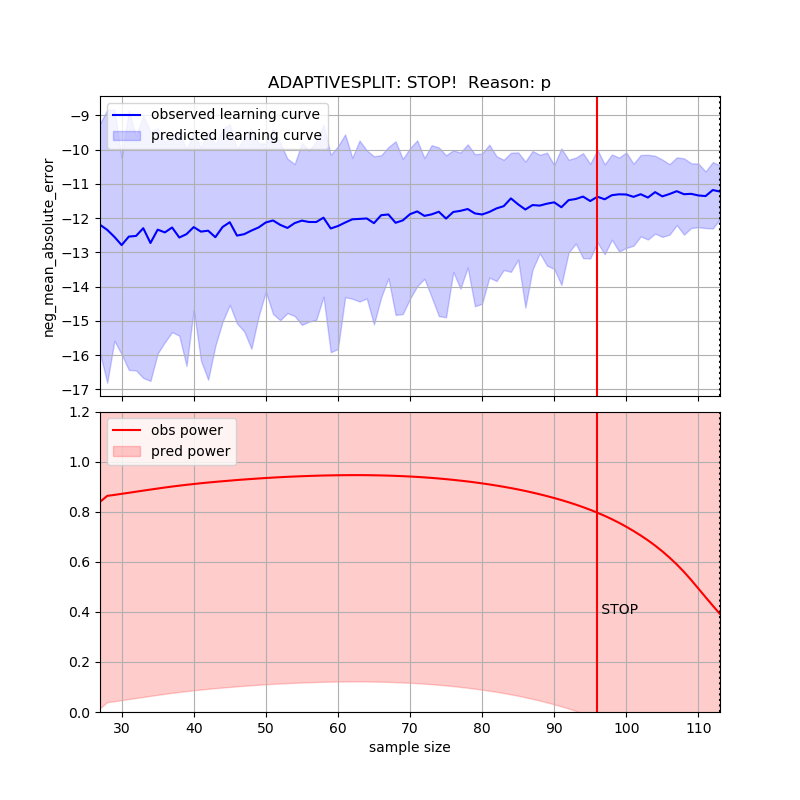 ADAPTIVESPLIT: STOP!  Reason: p
observed learning curve
predicted learning curve
neg_mean_absolute_error
−9
−10
−11
−12
−13
−14
−15
−16
−17
obs power
pred power
1.2
1.0
0.8
0.6
0.4
0.2
0.0
STOP
30 40 50 60 70 80 90 100 110
sample size